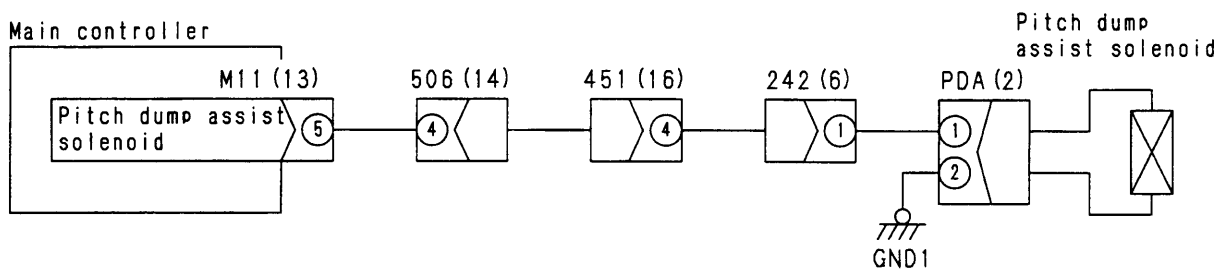 Main controller
Pitch dump
assist solenoid
M11 (13)
506 (14)
451 (16)
242 (6)
PDA (2)
Pitch dump assist
solenoid
5
4
4
1
1
2
GND1